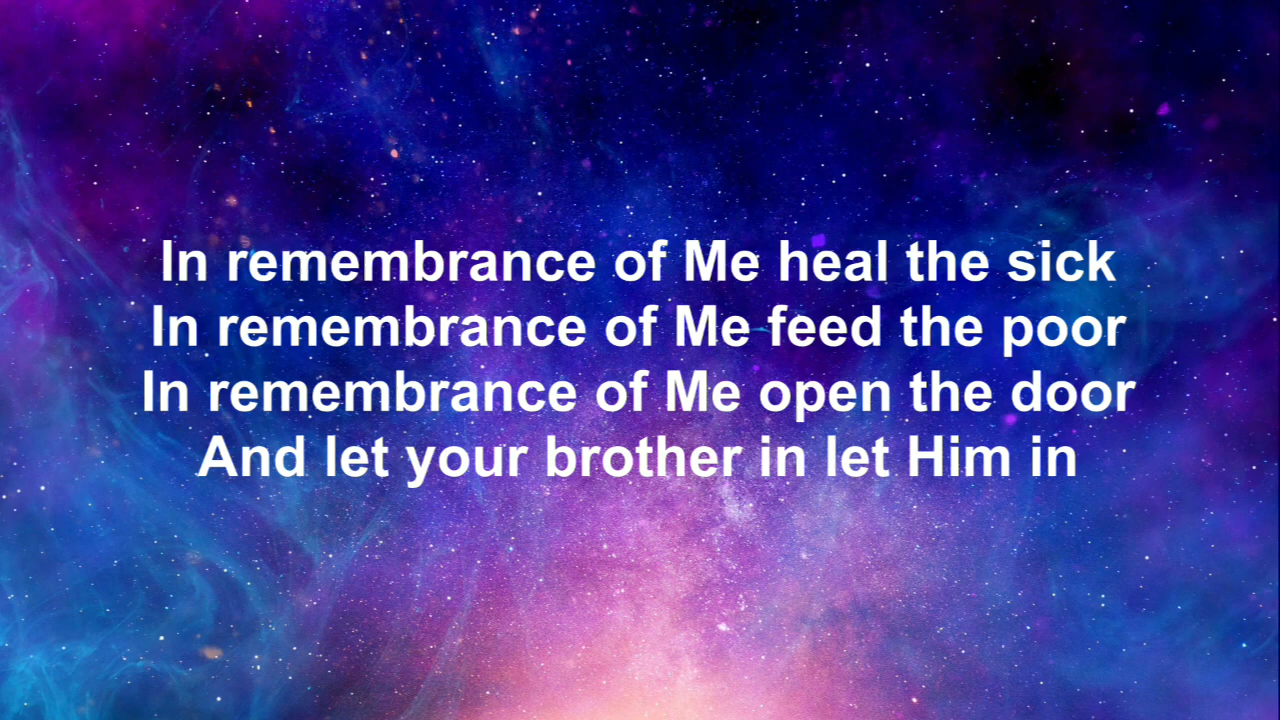 In remembrance of Me heal the sick
In remembrance of Me feed the poor
In remembrance of Me open the door
And let your brother in let Him in